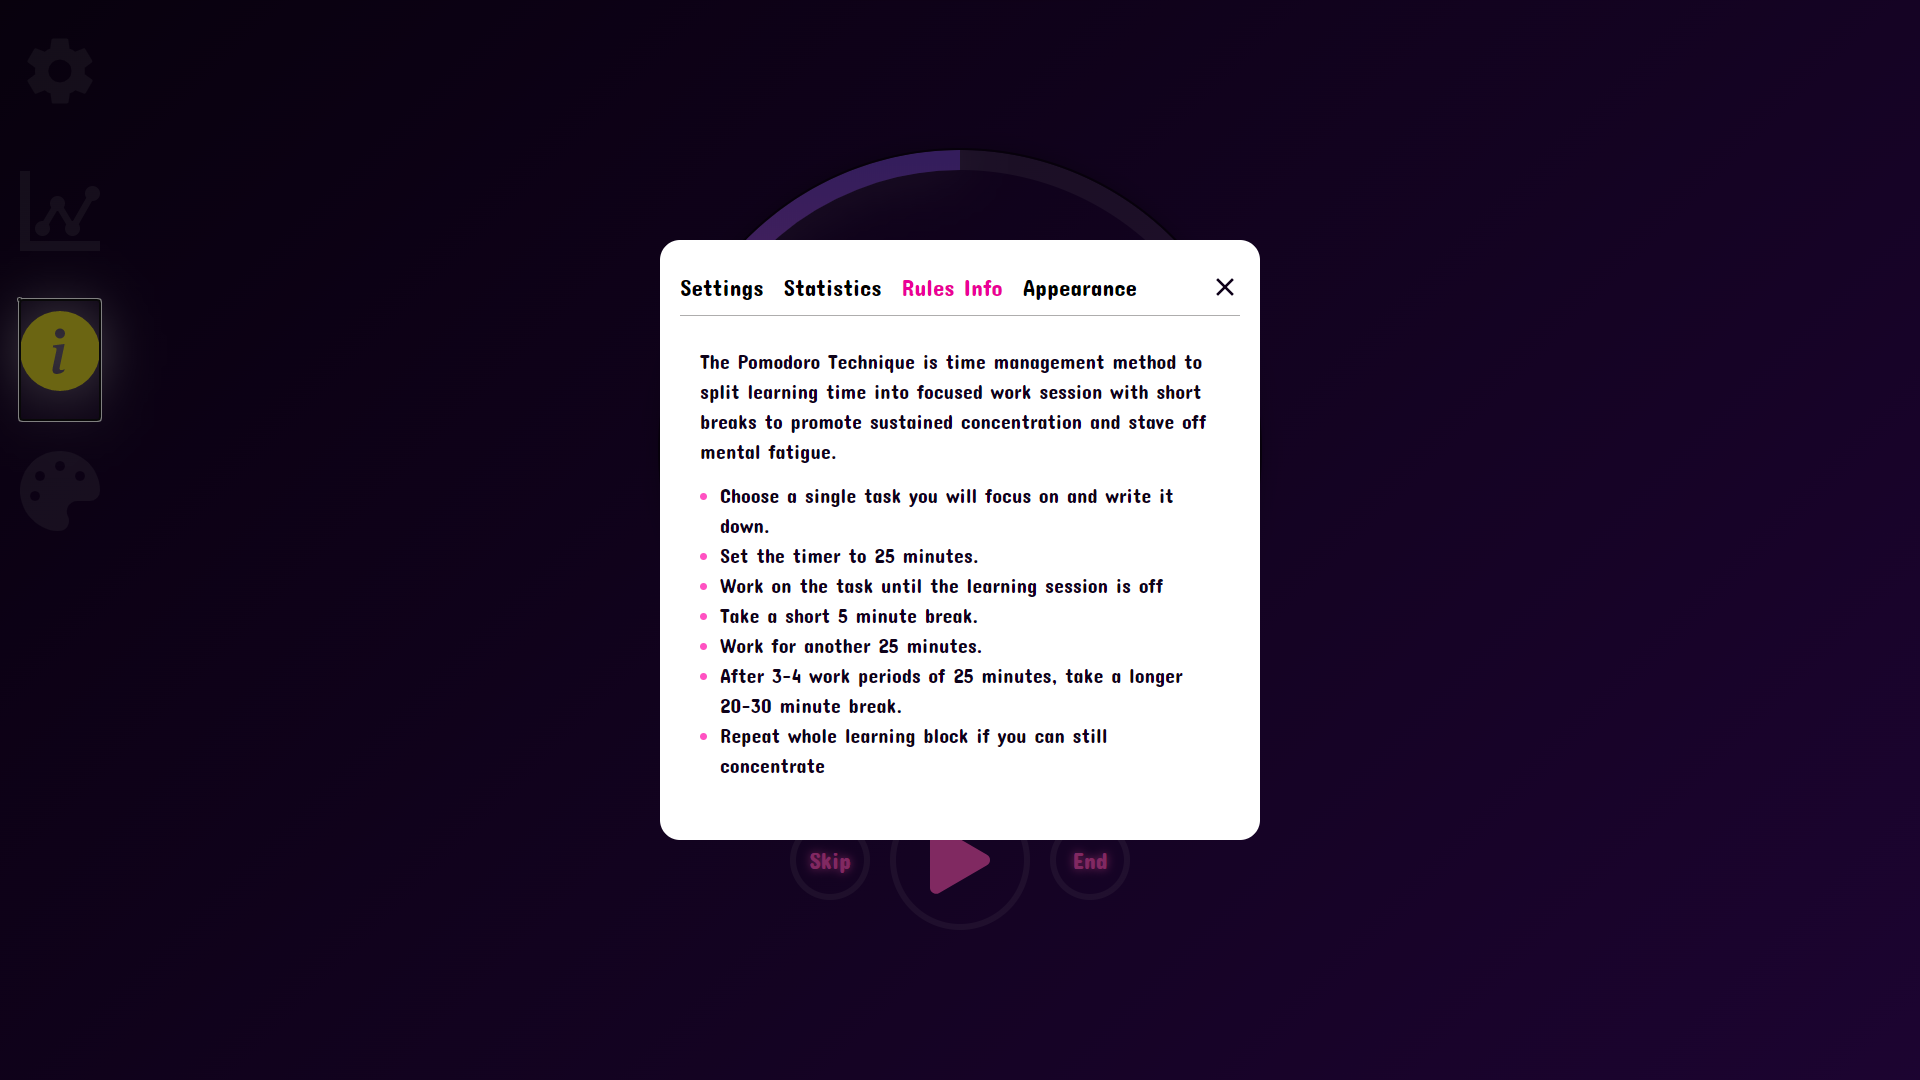 Settings Statistics Rules Info Appearance
The Pomodoro Technique is time management method to
split learning time into focused work session with short
breaks to promote sustained concentration and stave off
mental fatigue.
Choose a single task you will focus on and write it
down.
Set the timer to 25 minutes.
Work on the task until the learning session is off
Take a short 5 minute break.
Work for another 25 minutes.
After 3-4 work periods of 25 minutes, take a longer
20-30 minute break.
Repeat whole learning block if you can still
concentrate
Skip End